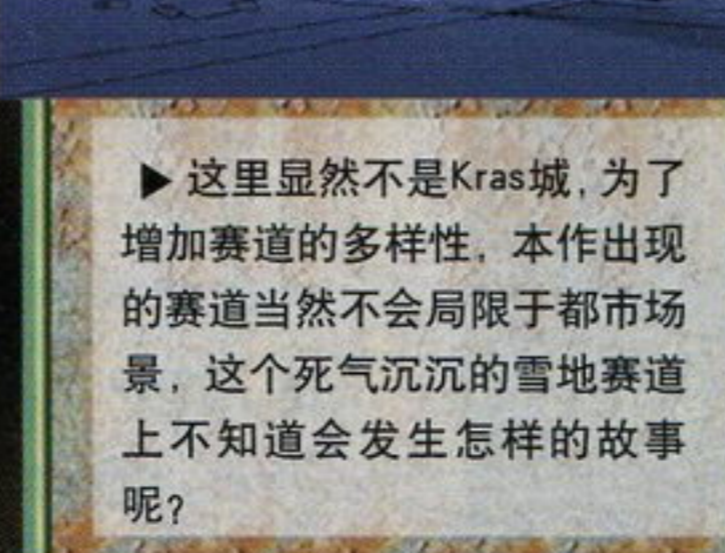 ▶ 这里显然不是Kras城，为了
增加赛道的多样性，本作出现
的赛道当然不会局限于都市场
景，这个死气沉沉的雪地赛道
上不知道会发生怎样的故事
呢？